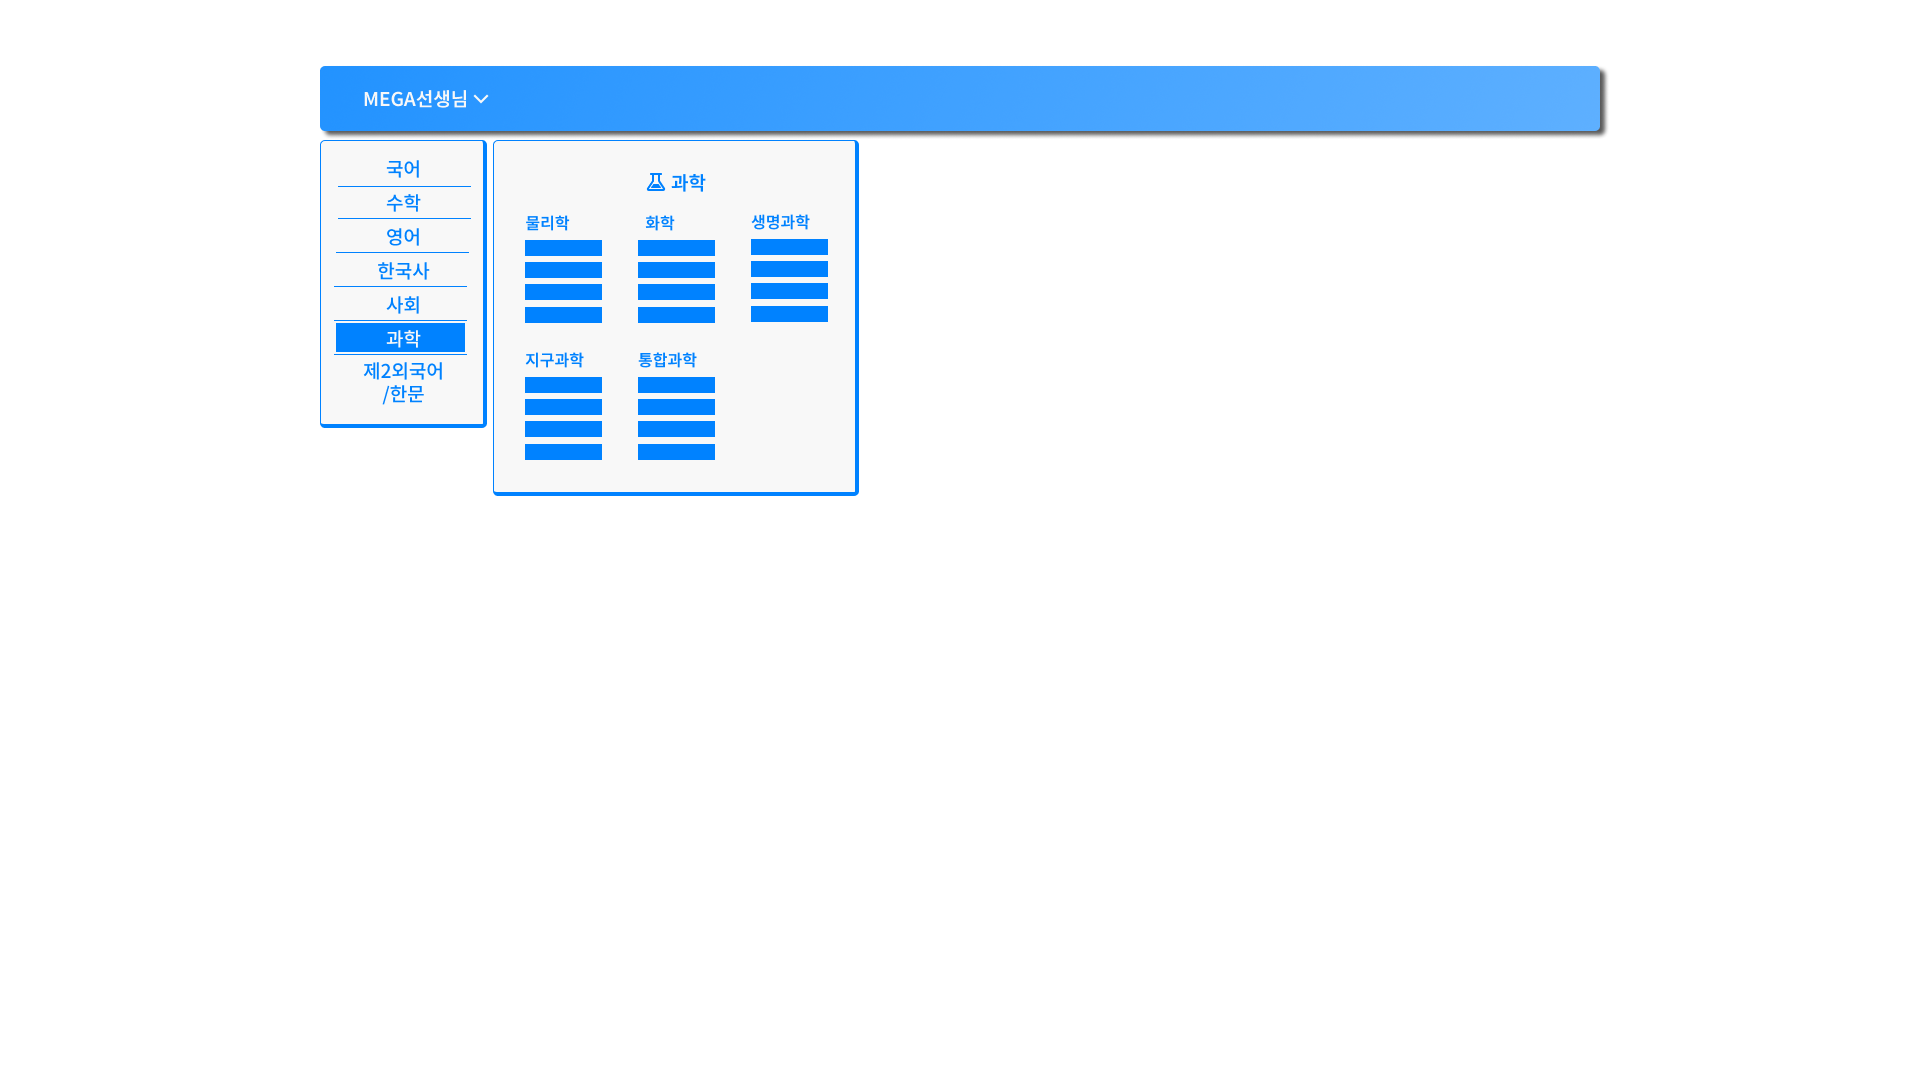 MEGA선생님
국어
수학
영어
한국사
사회
과학
제2외국어
/한문
과학
물리학
화학
생명과학
지구과학
통합과학